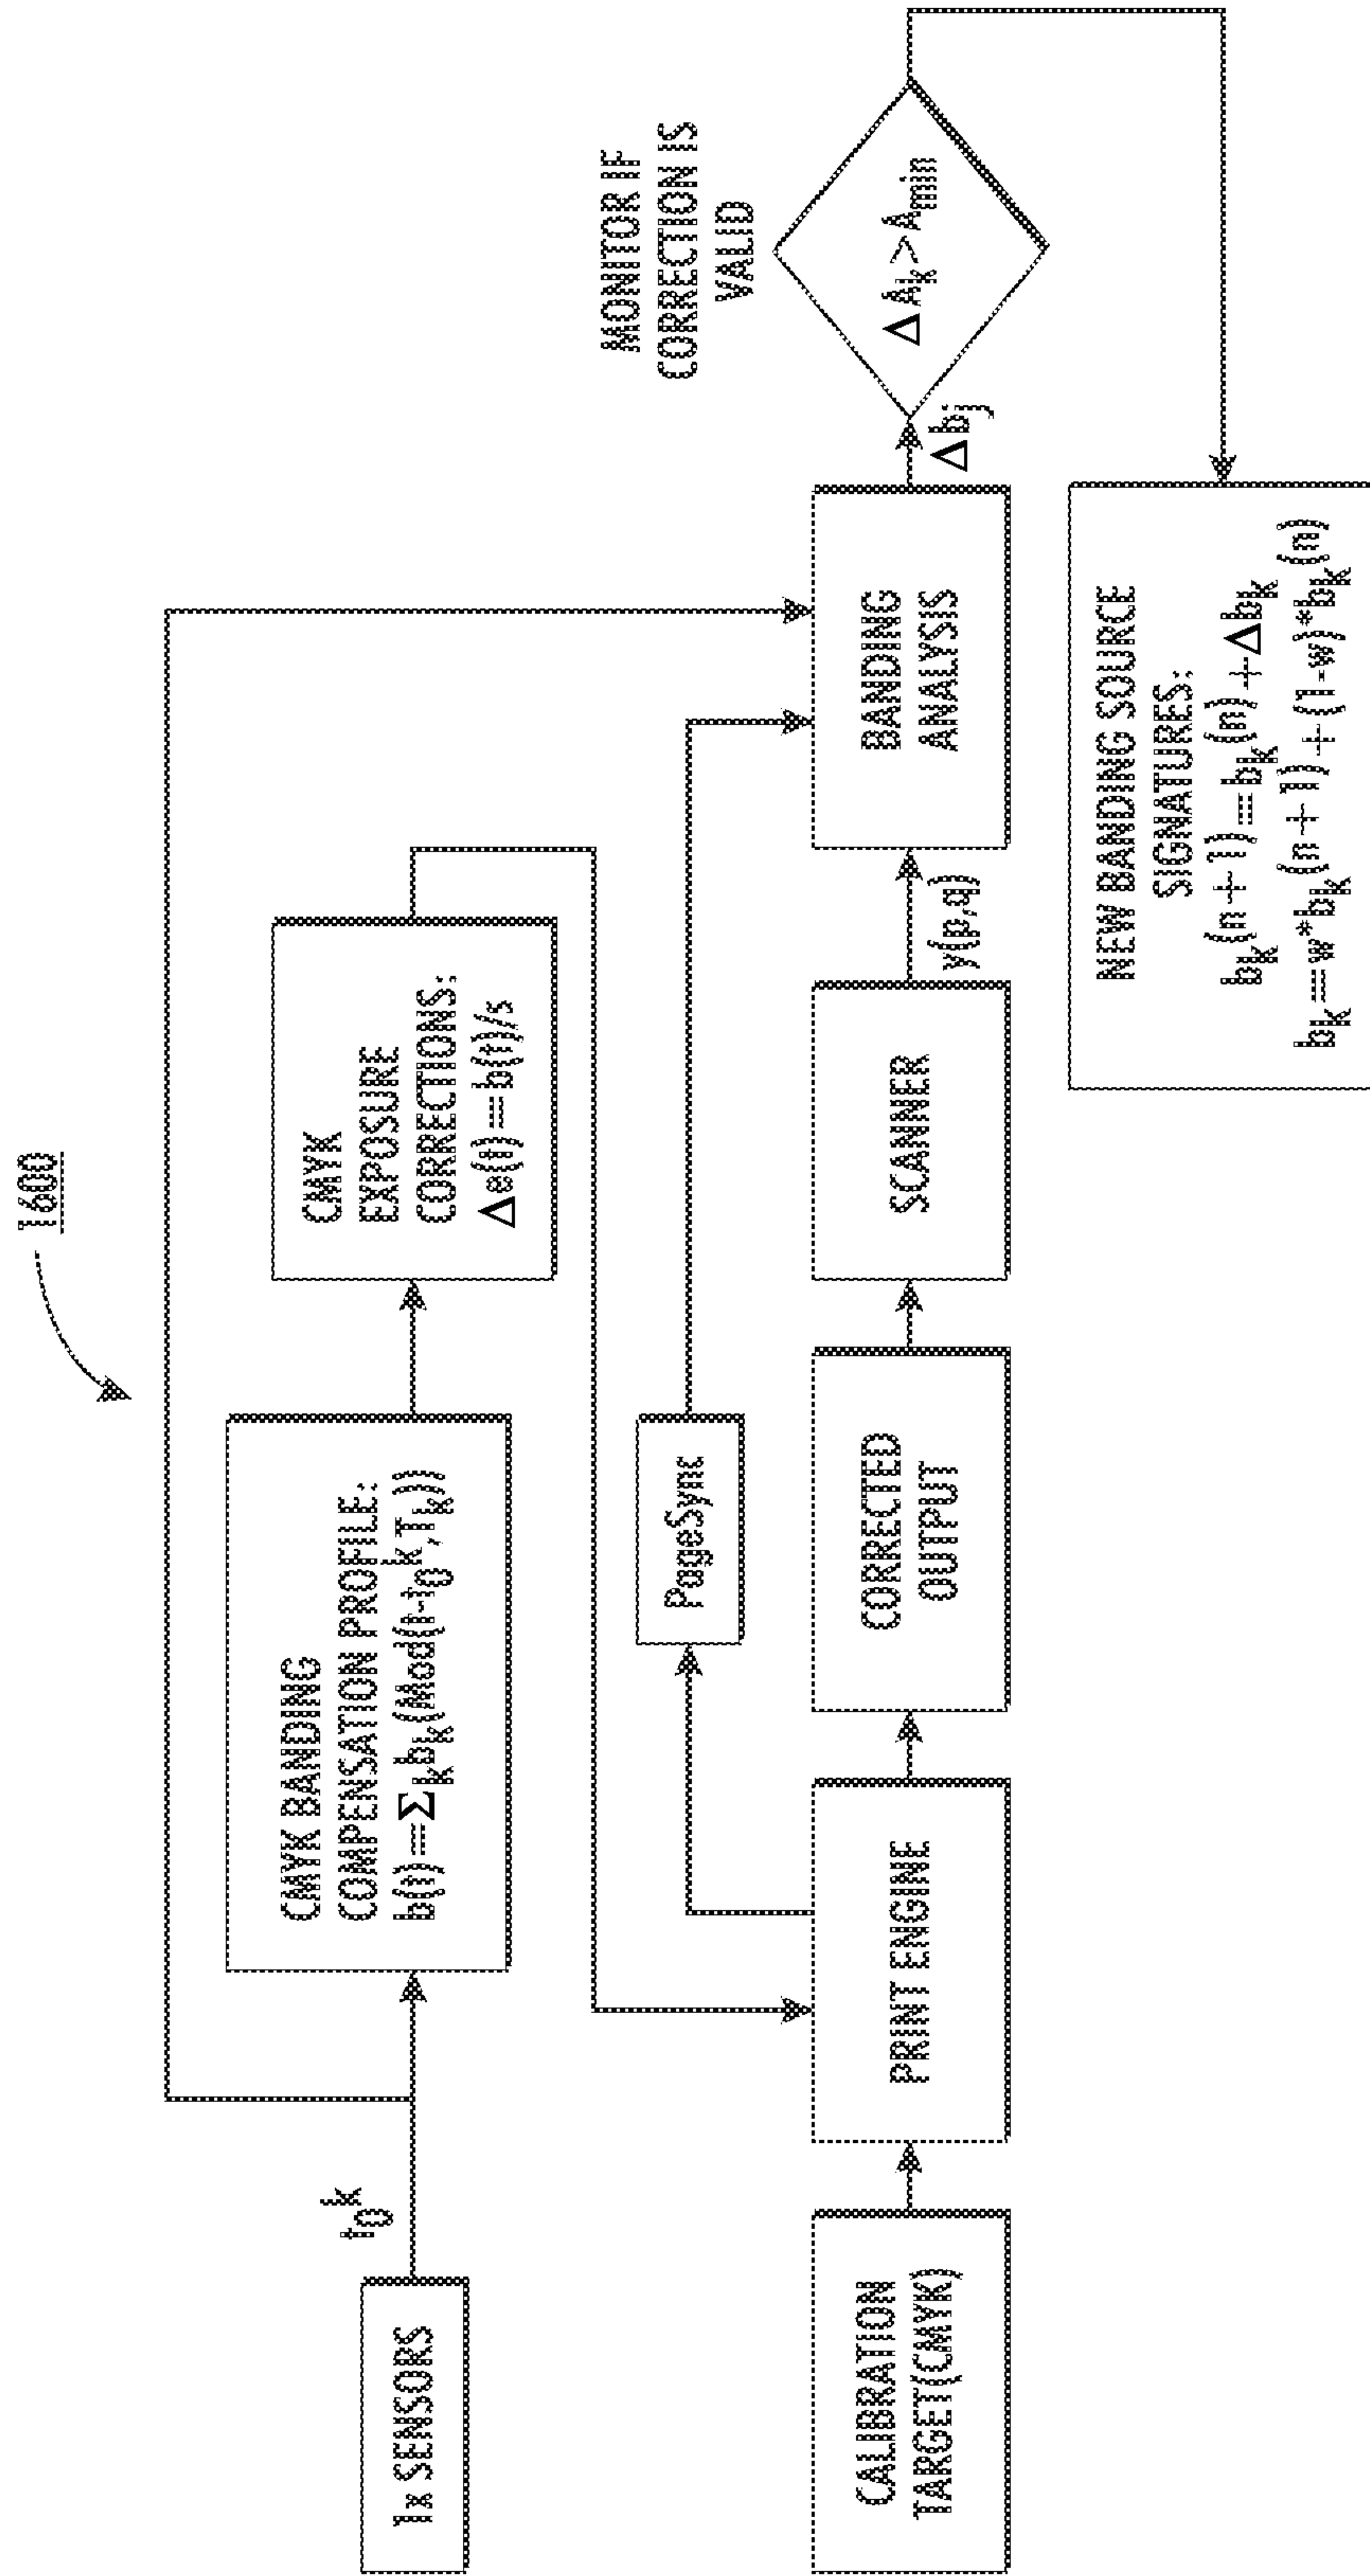 1600
1x SENSORS
t0^k
CMYK BANDING
COMPENSATION PROFILE:
b(t)=Σk bk(Mod(t-t0^k,Tk))
CMYK
EXPOSURE
CORRECTIONS:
Δe(t)=b(t)/s
PageSync
CALIBRATION
TARGET(CMYK)
PRINT ENGINE
CORRECTED
OUTPUT
SCANNER
y(p,q)
BANDING
ANALYSIS
Δbj
MONITOR IF
CORRECTION IS
VALID
ΔAk>Amin
NEW BANDING SOURCE
SIGNATURES:
bk(n+1)=bk(n)+Δbk
bk=w*bk(n+1)+(1-w)*bk(n)